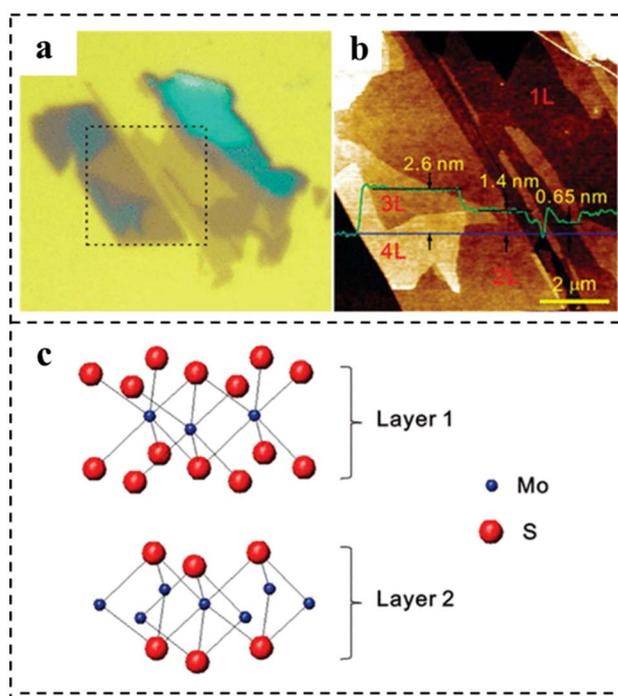 a
b
1L
2.6 nm
1.4 nm
0.65 nm
3L
4L
2L
2 μm
c
Layer 1
Mo
S
Layer 2